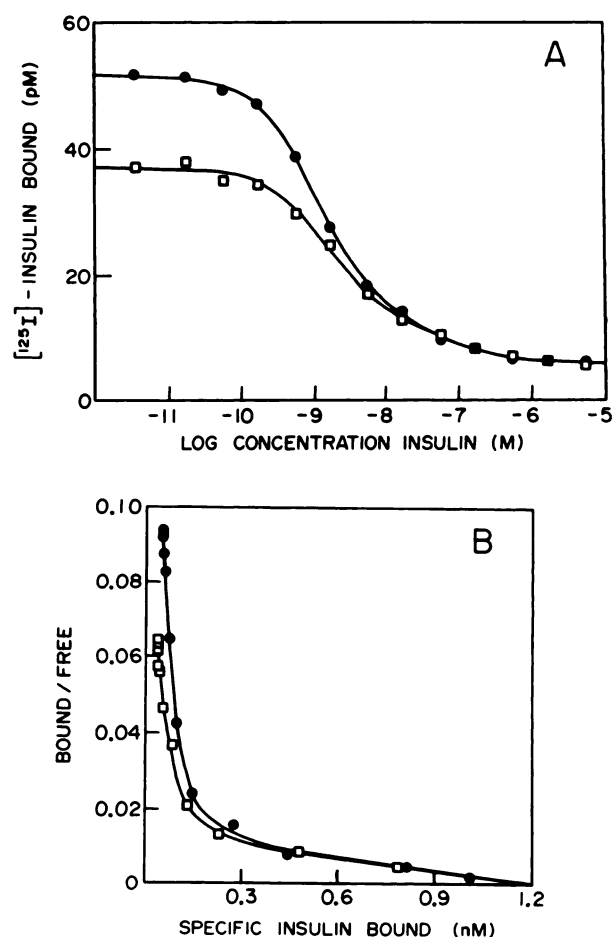 A
60
40
20
0
[¹²⁵I] - INSULIN BOUND (pM)
-11 -10 -9 -8 -7 -6 -5
LOG CONCENTRATION INSULIN (M)
B
0.10
0.08
0.06
0.04
0.02
0
BOUND/FREE
0.3 0.6 0.9 1.2
SPECIFIC INSULIN BOUND (nM)